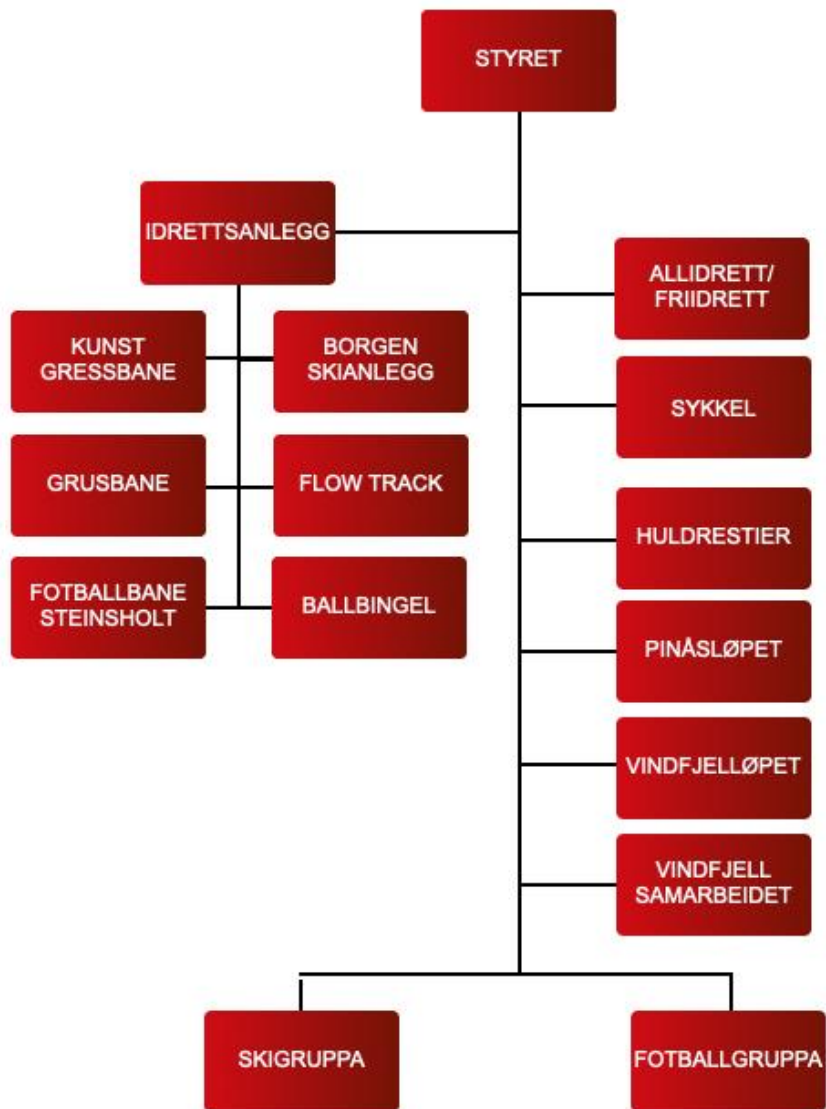 STYRET
IDRETTSANLEGG
KUNST
GRESSBANE
BORGEN
SKIANLEGG
GRUSBANE
FLOW TRACK
FOTBALLBANE
STEINSHOLT
BALLBINGEL
ALLIDRETT/
FRIIDRETT
SYKKEL
HULDRESTIER
PINÅSLØPET
VINDFJELLØPET
VINDFJELL
SAMARBEIDET
SKIGRUPPA
FOTBALLGRUPPA